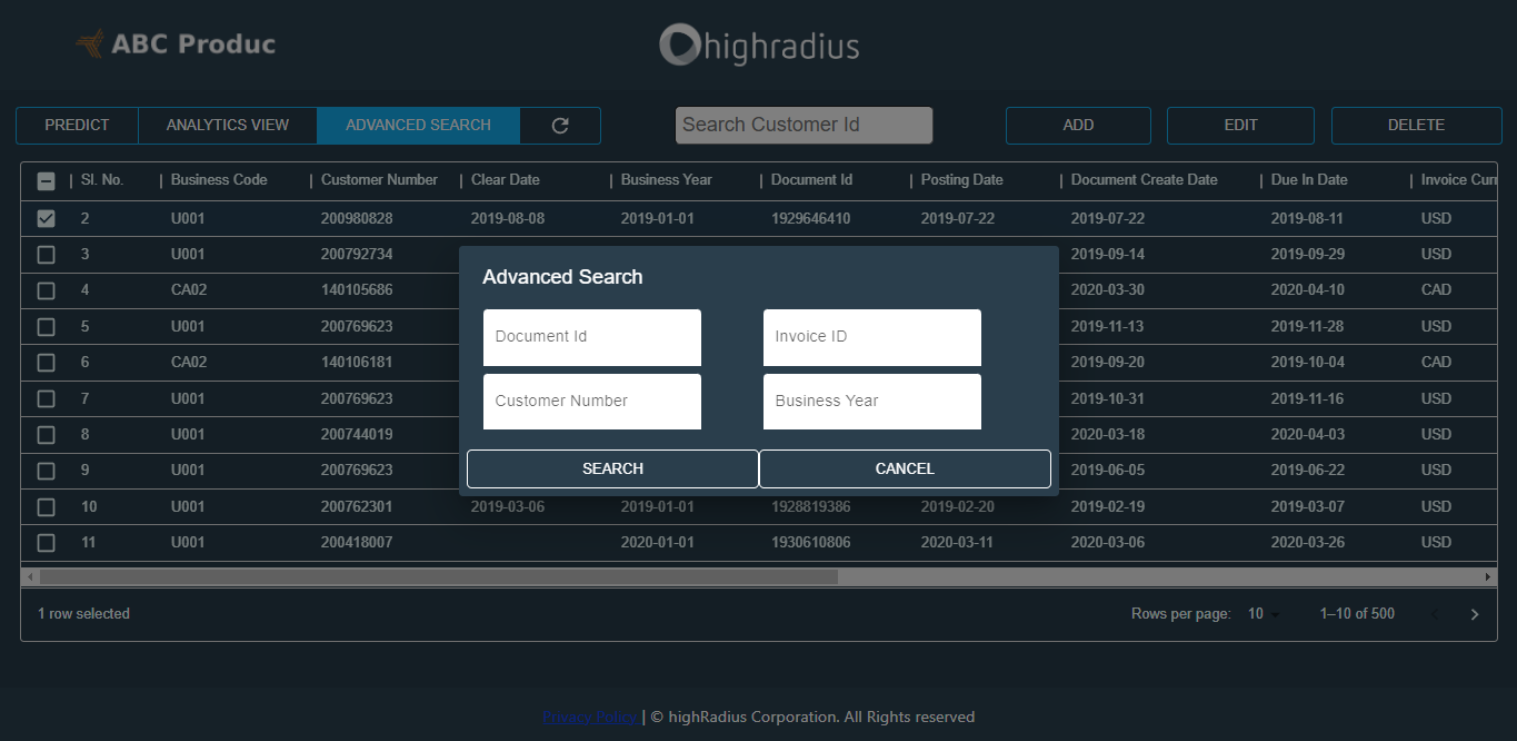 ABC Produc
highradius
PREDICT ANALYTICS VIEW ADVANCED SEARCH Search Customer Id ADD EDIT DELETE
Sl. No. Business Code Customer Number Clear Date Business Year Document Id Posting Date Document Create Date Due In Date Invoice Curr
2 U001 200980828 2019-08-08 2019-01-01 1929646410 2019-07-22 2019-07-22 2019-08-11 USD
3 U001 200792734 2019-09-14 2019-09-29 USD
4 CA02 140105686 2020-03-30 2020-04-10 CAD
5 U001 200769623 2019-11-13 2019-11-28 USD
6 CA02 140106181 2019-09-20 2019-10-04 CAD
7 U001 200769623 2019-10-31 2019-11-16 USD
8 U001 200744019 2020-03-18 2020-04-03 USD
9 U001 200769623 2019-06-05 2019-06-22 USD
10 U001 200762301 2019-03-06 2019-01-01 1928819386 2019-02-20 2019-02-19 2019-03-07 USD
11 U001 200418007 2020-01-01 1930610806 2020-03-11 2020-03-06 2020-03-26 USD
Advanced Search
Document Id Invoice ID
Customer Number Business Year
SEARCH CANCEL
1 row selected Rows per page: 10 1–10 of 500
Privacy Policy | © highRadius Corporation. All Rights reserved